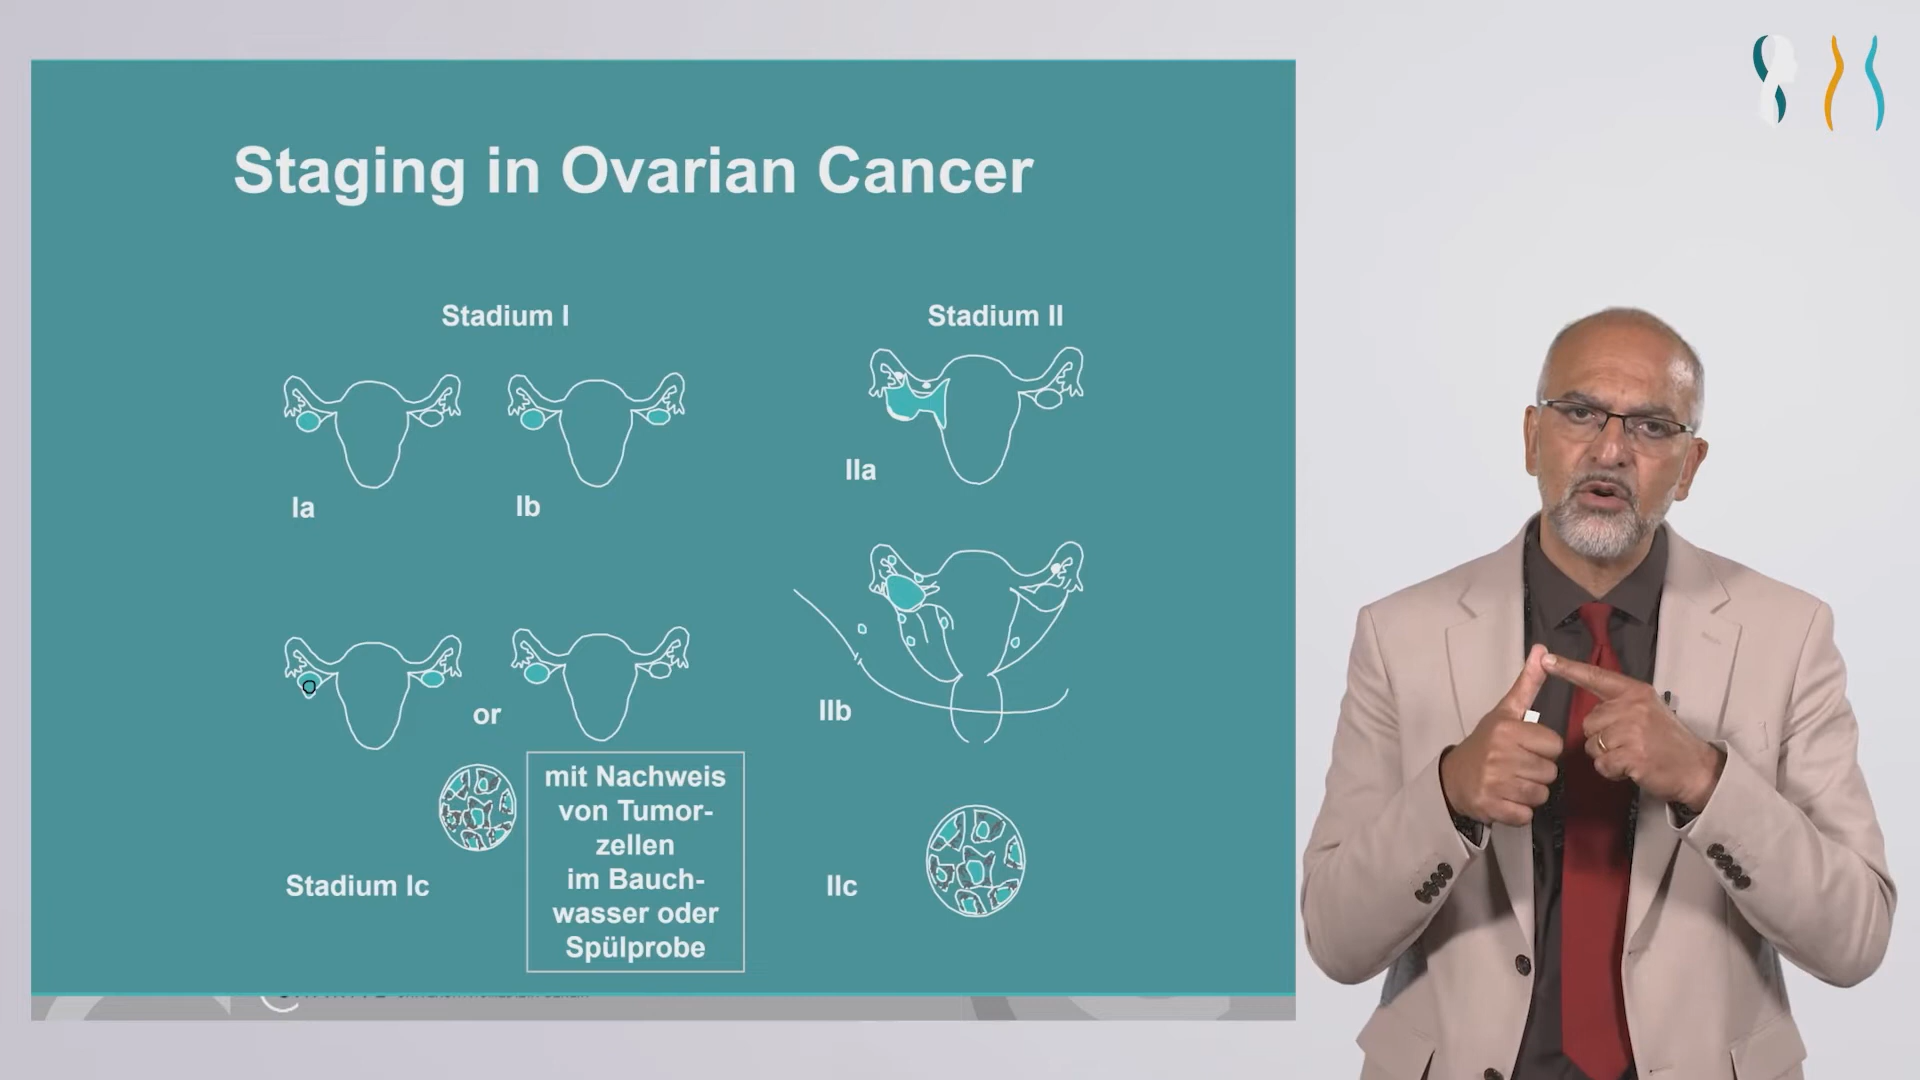 Staging in Ovarian Cancer
Stadium I
Stadium II
Ia
Ib
IIa
or
IIb
Stadium Ic
mit Nachweis
von Tumor-
zellen
im Bauch-
wasser oder
Spülprobe
IIc